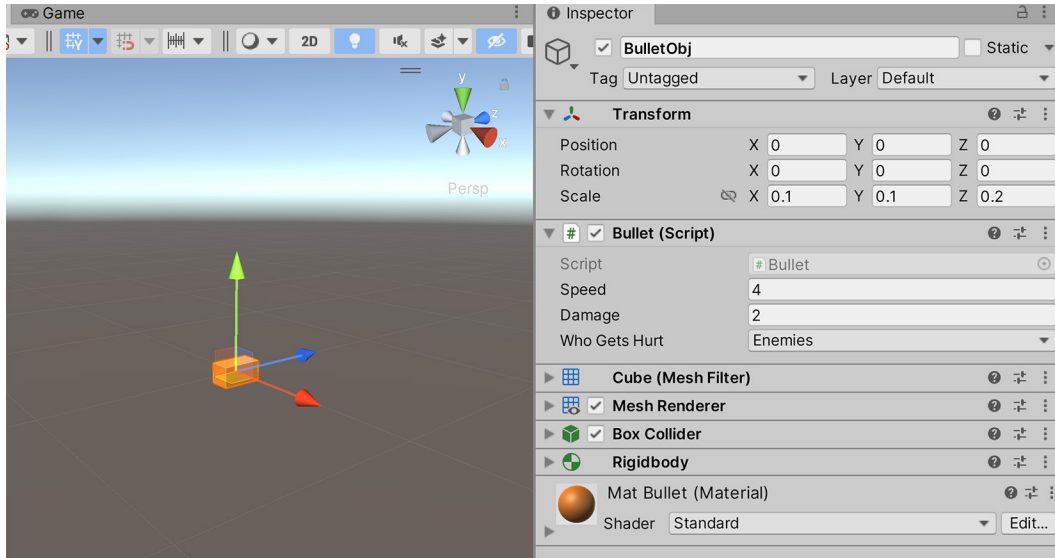 Game
2D
y
z
x
Persp
Inspector
BulletObj
Static
Tag Untagged Layer Default
Transform
Position X 0 Y 0 Z 0
Rotation X 0 Y 0 Z 0
Scale X 0.1 Y 0.1 Z 0.2
# Bullet (Script)
Script # Bullet
Speed 4
Damage 2
Who Gets Hurt Enemies
Cube (Mesh Filter)
Mesh Renderer
Box Collider
Rigidbody
Mat Bullet (Material)
Shader Standard Edit...